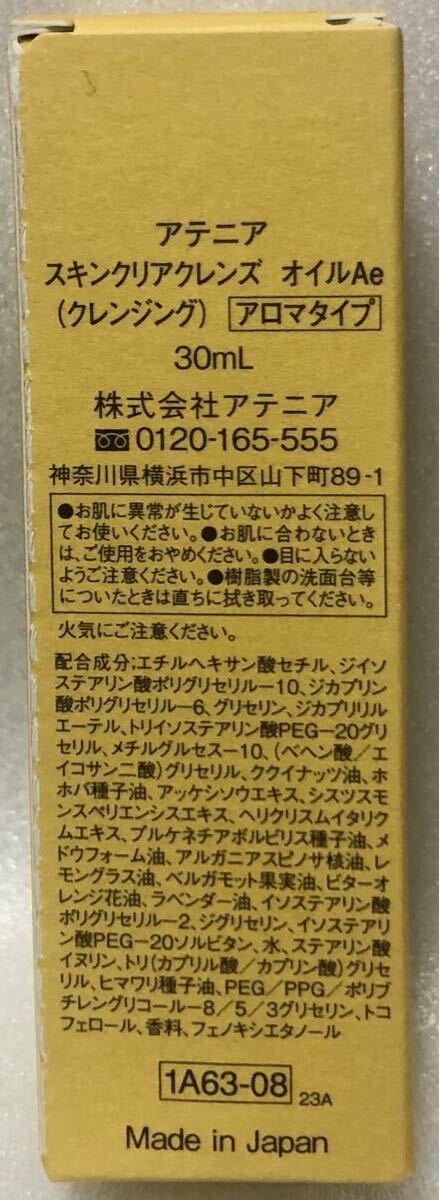 アテニア
スキンクリアクレンズ オイルAe
(クレンジング) アロマタイプ
30mL
株式会社アテニア
0120-165-555
神奈川県横浜市中区山下町89-1
●お肌に異常が生じていないかよく注意し
てお使いください。●お肌に合わないとき
は、ご使用をおやめください。●目に入らない
ようご注意ください。●樹脂製の洗面台等
についたときは直ちに拭き取ってください。
火気にご注意ください。
配合成分;エチルヘキサン酸セチル、ジイソ
ステアリン酸ポリグリセリル-10、ジカプリン
酸ポリグリセリル-6、グリセリン、ジカプリリル
エーテル、トリイソステアリン酸PEG-20グリ
セリル、メチルグルセス-10、(ベヘン酸/エ
イコサン二酸)グリセリル、ククイナッツ油、ホ
ホバ種子油、アッケシソウエキス、シスツスモ
ンスペリエンシスエキス、ヘリクリスムイタリク
ムエキス、プルケネチアボルビリス種子油、メ
ドウフォーム油、アルガニアスピノサ核油、レ
モングラス油、ベルガモット果実油、ビターオ
レンジ花油、ラベンダー油、イソステアリン酸
ポリグリセリル-2、ジグリセリン、イソステアリ
ン酸PEG-20ソルビタン、水、ステアリン酸
イヌリン、トリ(カプリル酸/カプリン酸)グリセ
リル、ヒマワリ種子油、PEG/PPG/ポリブ
チレングリコール-8/5/3グリセリン、トコ
フェロール、香料、フェノキシエタノール
1A63-08 23A
Made in Japan